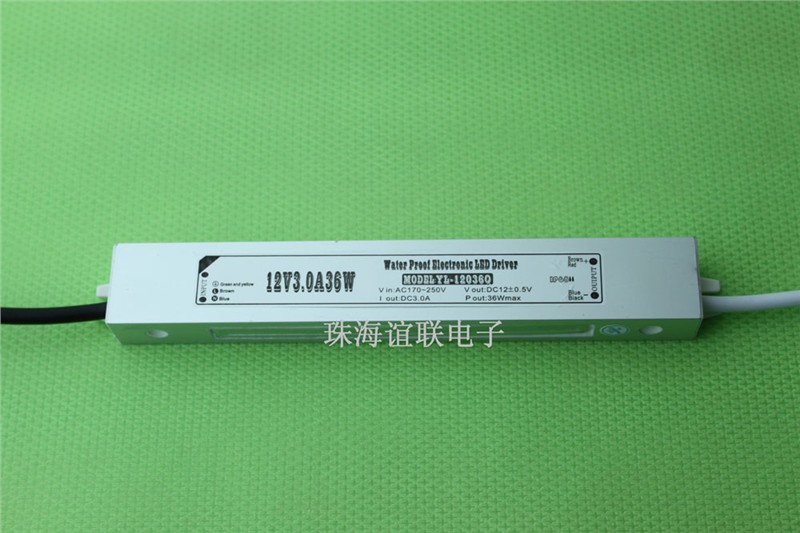 INPUT
L Green and yellow
Brown
N Blue
12V3.0A36W
Water Proof Electronic LED Driver
MODEL YL-12036Q
V in:AC170~250V V out:DC12±0.5V
I out:DC3.0A P out:36Wmax
Brown
Red +
Blue
Black -
OUTPUT
珠海谊联电子